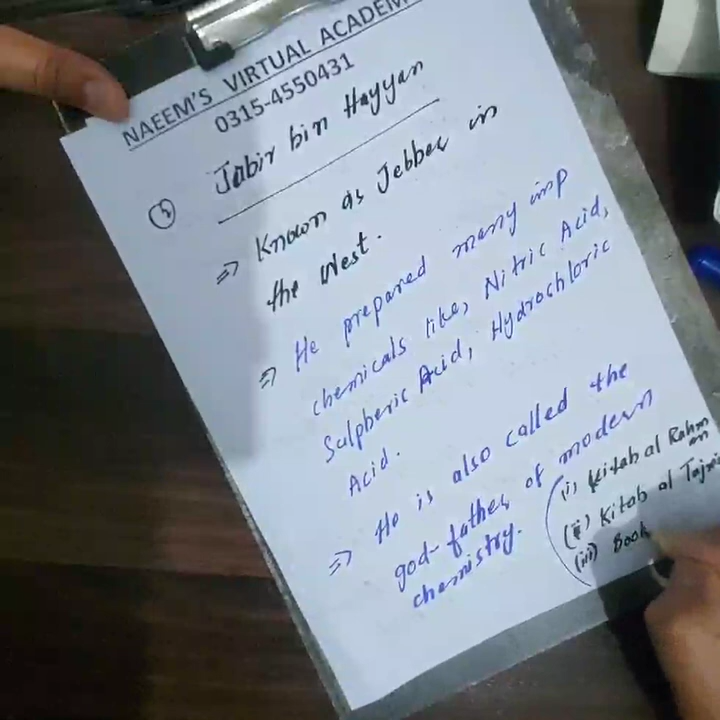 NAEEM'S VIRTUAL ACADEM
0315-4550431
Jabir bin Hayyan
⇒ Known as Jebber in
the West.
⇒ He prepared many imp
chemicals like, Nitric Acid,
Sulpheric Acid, Hydrochloric
Acid.
⇒ He is also called the
god-father of modern
chemistry.
(i) Kitab al Rahm
an
(ii) Kitab al
(iii) Book